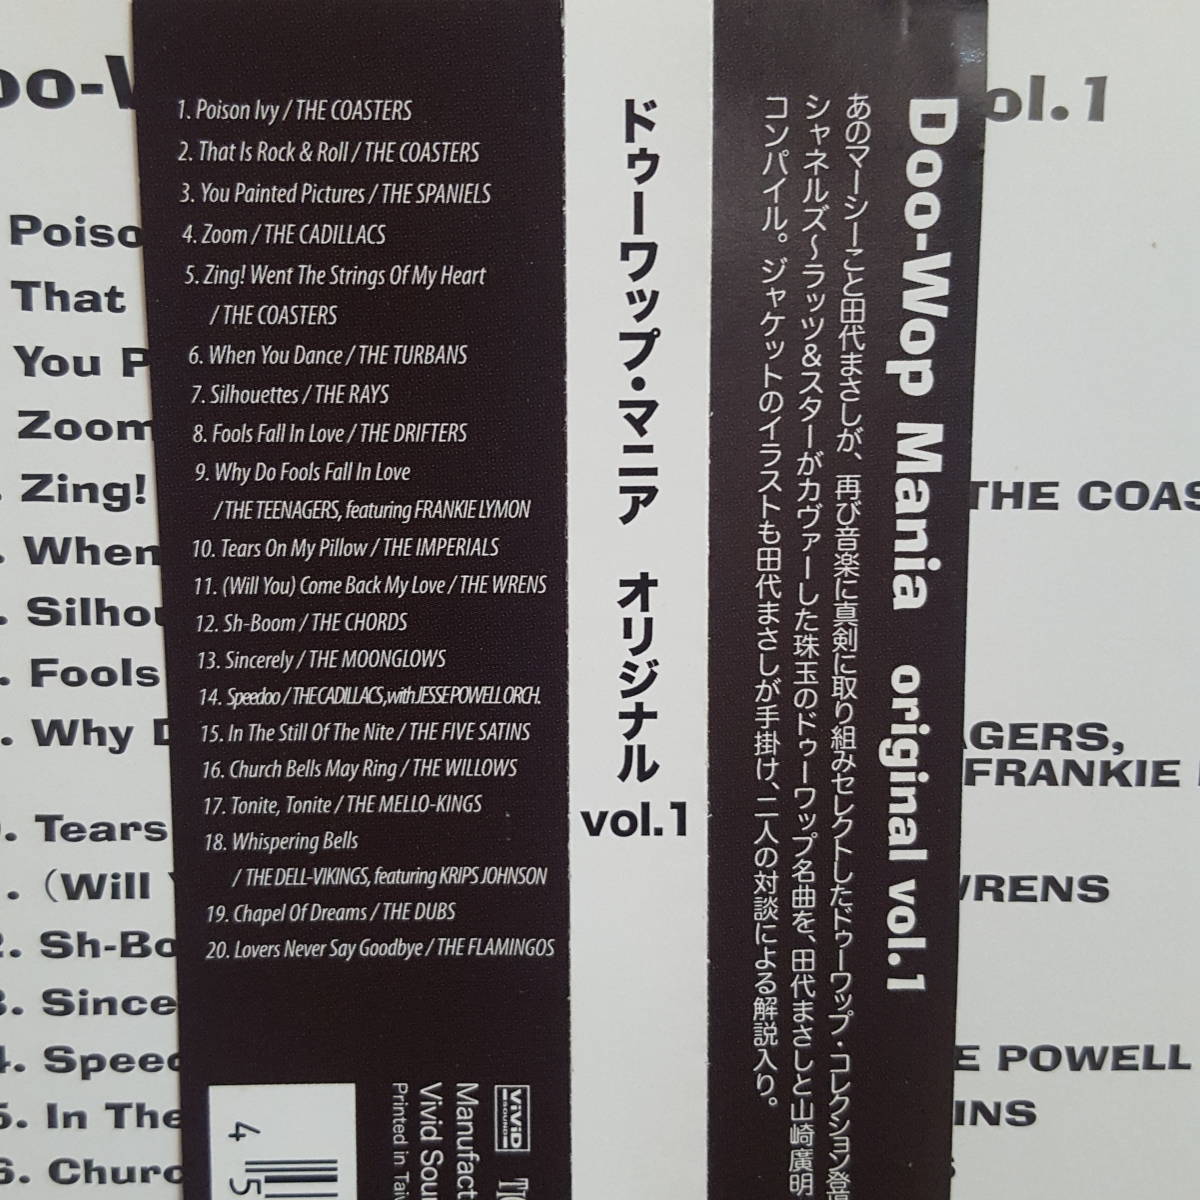 1. Poison Ivy / THE COASTERS
2. That Is Rock & Roll / THE COASTERS
3. You Painted Pictures / THE SPANIELS
4. Zoom / THE CADILLACS
5. Zing! Went The Strings Of My Heart
/ THE COASTERS
6. When You Dance / THE TURBANS
7. Silhouettes / THE RAYS
8. Fools Fall In Love / THE DRIFTERS
9. Why Do Fools Fall In Love
/ THE TEENAGERS, featuring FRANKIE LYMON
10. Tears On My Pillow / THE IMPERIALS
11. (Will You) Come Back My Love / THE WRENS
12. Sh-Boom / THE CHORDS
13. Sincerely / THE MOONGLOWS
14. Speedoo / THE CADILLACS, with JESSE POWELL ORCH.
15. In The Still Of The Nite / THE FIVE SATINS
16. Church Bells May Ring / THE WILLOWS
17. Tonite, Tonite / THE MELLO-KINGS
18. Whispering Bells
/ THE DELL-VIKINGS, featuring KRIPS JOHNSON
19. Chapel Of Dreams / THE DUBS
20. Lovers Never Say Goodbye / THE FLAMINGOS
ドゥーワップ・マニア オリジナル
vol.1
Doo-Wop Mania original vol.1
あのマーシーこと田代まさしが、再び音楽に真剣に取り組みセレクトしたドゥーワップ・コレクション登場
シャネルズ〜ラッツ&スターがカヴァーした珠玉のドゥーワップ名曲を、田代まさしと山崎廣明
コンパイル。ジャケットのイラストも田代まさしが手掛け、二人の対談による解説入り。
ViViD
SOUND
Manufact
Vivid Sou
Printed in Taiw
4 5
oo-W
ol.1
Poiso
That
You P
Zoom
. Zing!
THE COAS
. When
. Silhou
. Fools
. Why D
AGERS,
FRANKIE
. Tears
. (Will Y
WRENS
2. Sh-Bo
3. Since
4. Speed
E POWELL
5. In The
INS
6. Churc